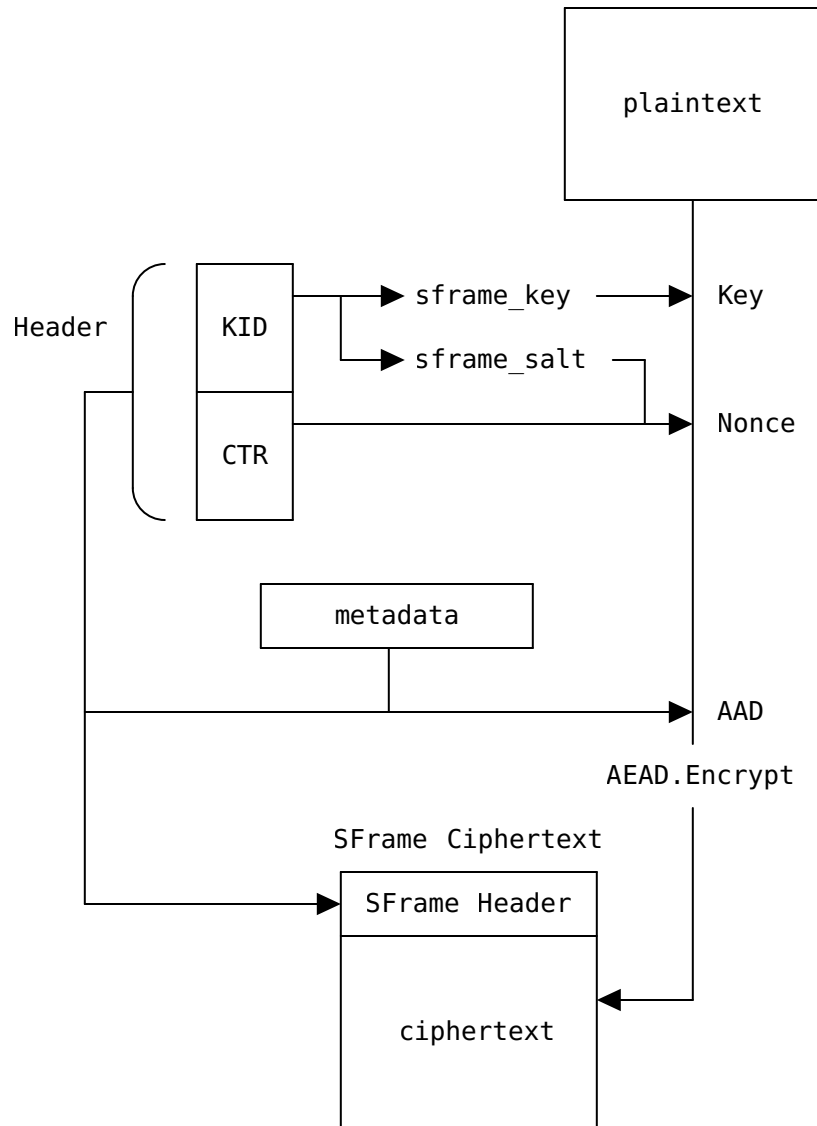 plaintext
sframe_key
Key
Header
KID
sframe_salt
Nonce
CTR
metadata
AAD
AEAD.Encrypt
SFrame Ciphertext
SFrame Header
ciphertext